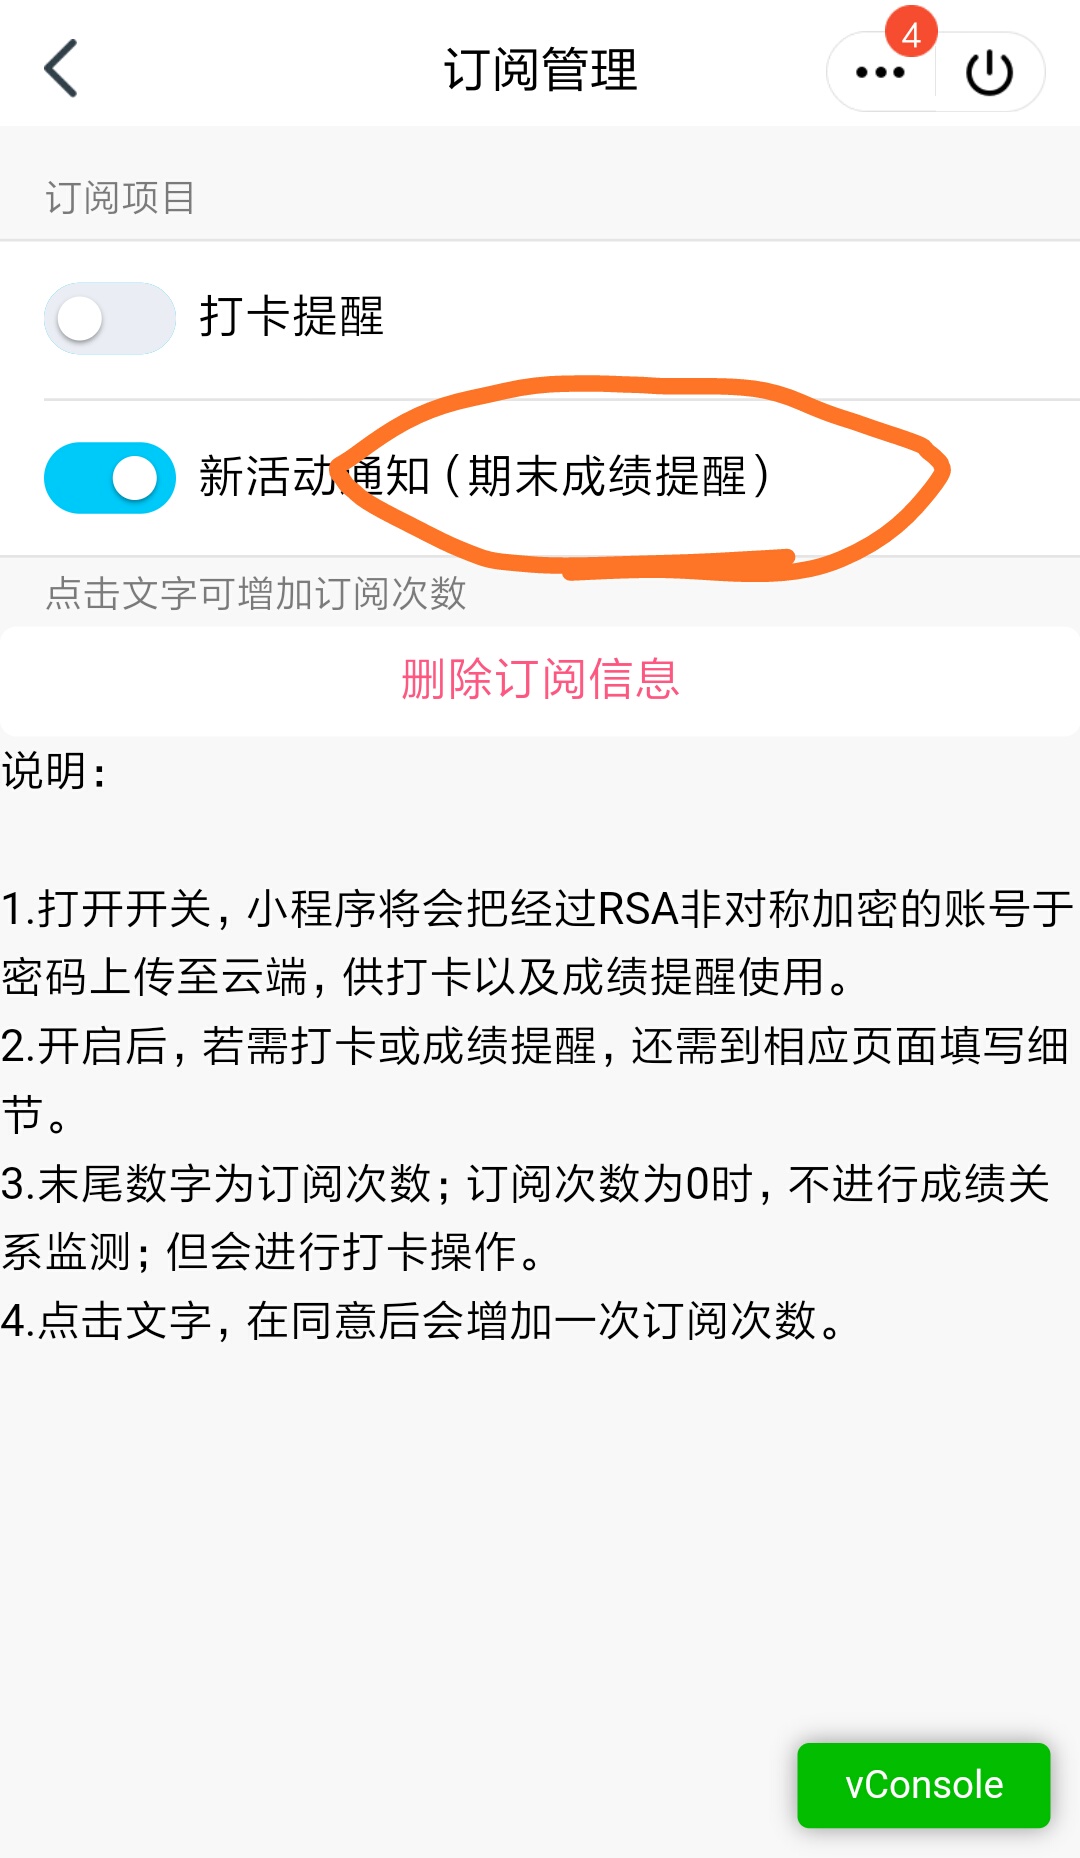 订阅管理
4
订阅项目
打卡提醒
新活动通知（期末成绩提醒）
点击文字可增加订阅次数
删除订阅信息
说明：
1.打开开关，小程序将会把经过RSA非对称加密的账号于
密码上传至云端，供打卡以及成绩提醒使用。
2.开启后，若需打卡或成绩提醒，还需到相应页面填写细
节。
3.末尾数字为订阅次数；订阅次数为0时，不进行成绩关
系监测；但会进行打卡操作。
4.点击文字，在同意后会增加一次订阅次数。
vConsole